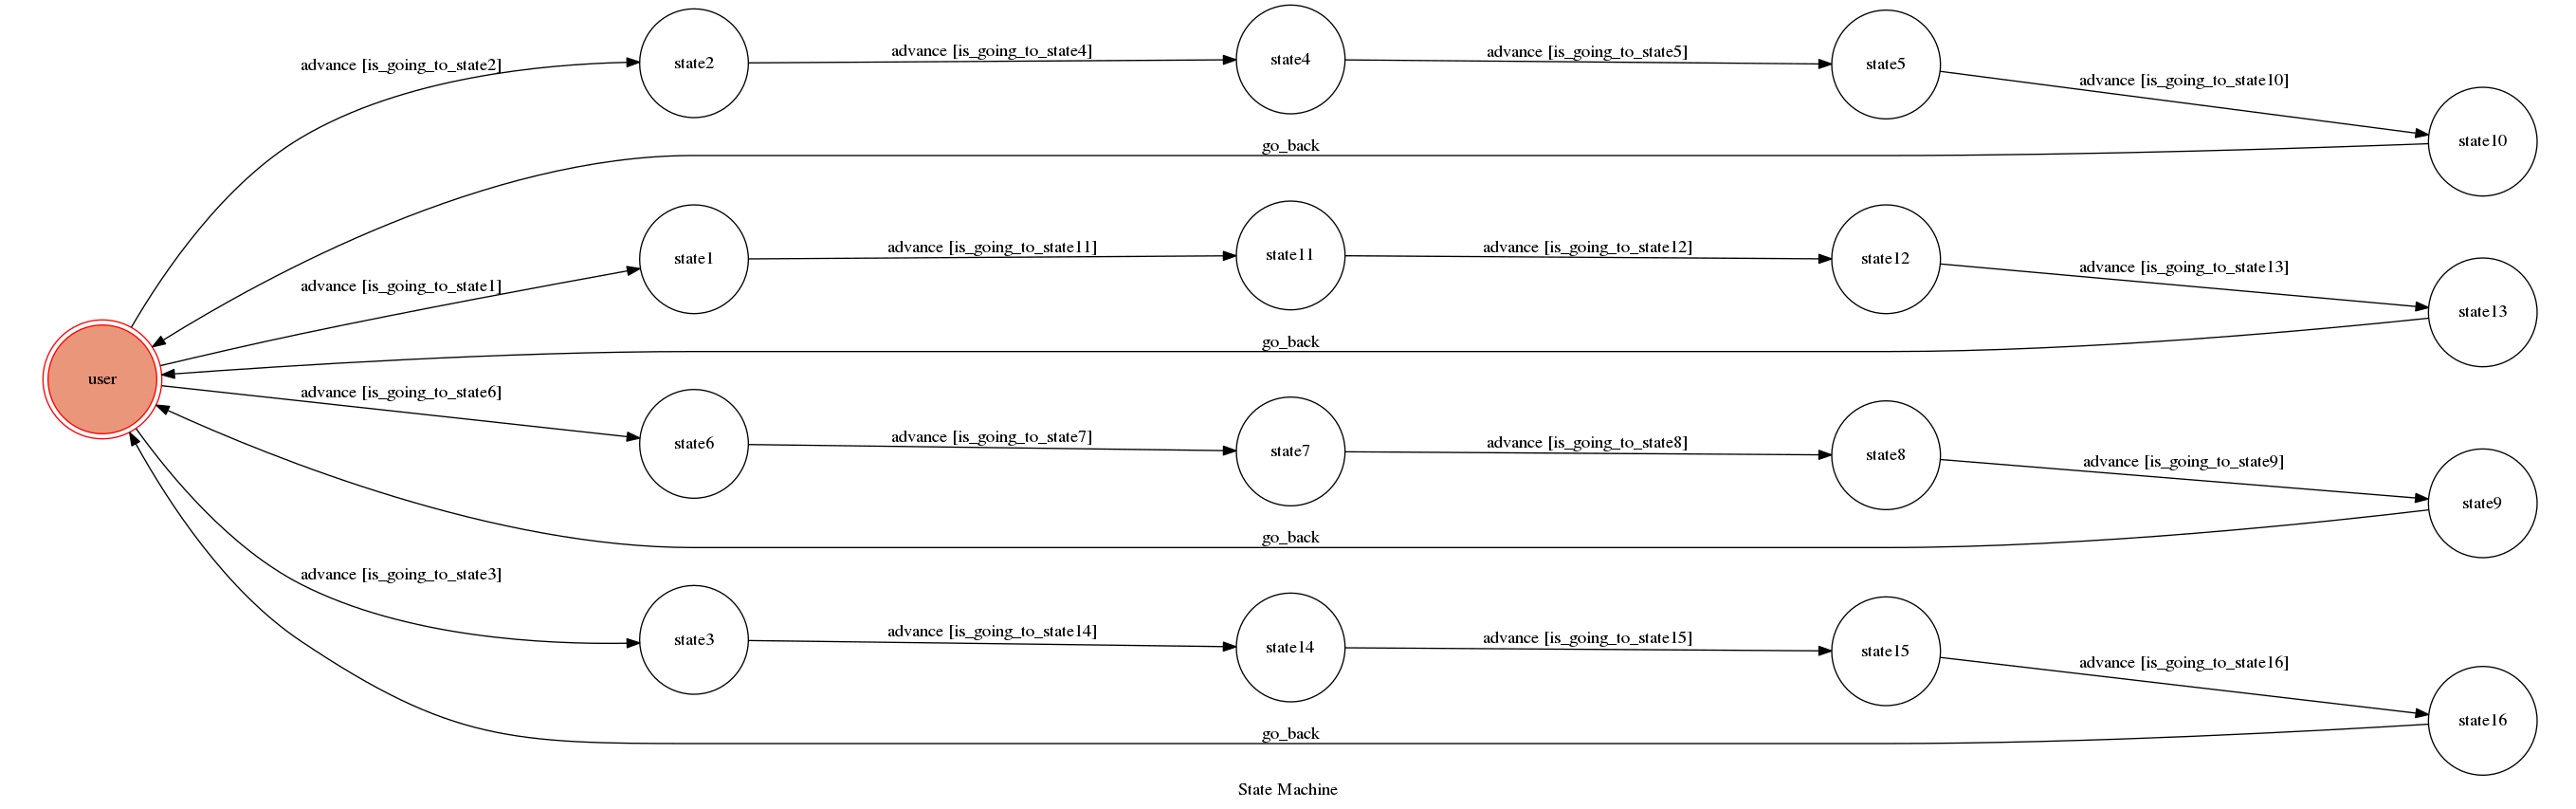 advance [is_going_to_state2]
state2
advance [is_going_to_state4]
state4
advance [is_going_to_state5]
state5
advance [is_going_to_state10]
state10
go_back
advance [is_going_to_state1]
state1
advance [is_going_to_state11]
state11
advance [is_going_to_state12]
state12
advance [is_going_to_state13]
state13
go_back
user
advance [is_going_to_state6]
state6
advance [is_going_to_state7]
state7
advance [is_going_to_state8]
state8
advance [is_going_to_state9]
state9
go_back
advance [is_going_to_state3]
state3
advance [is_going_to_state14]
state14
advance [is_going_to_state15]
state15
advance [is_going_to_state16]
state16
go_back
State Machine